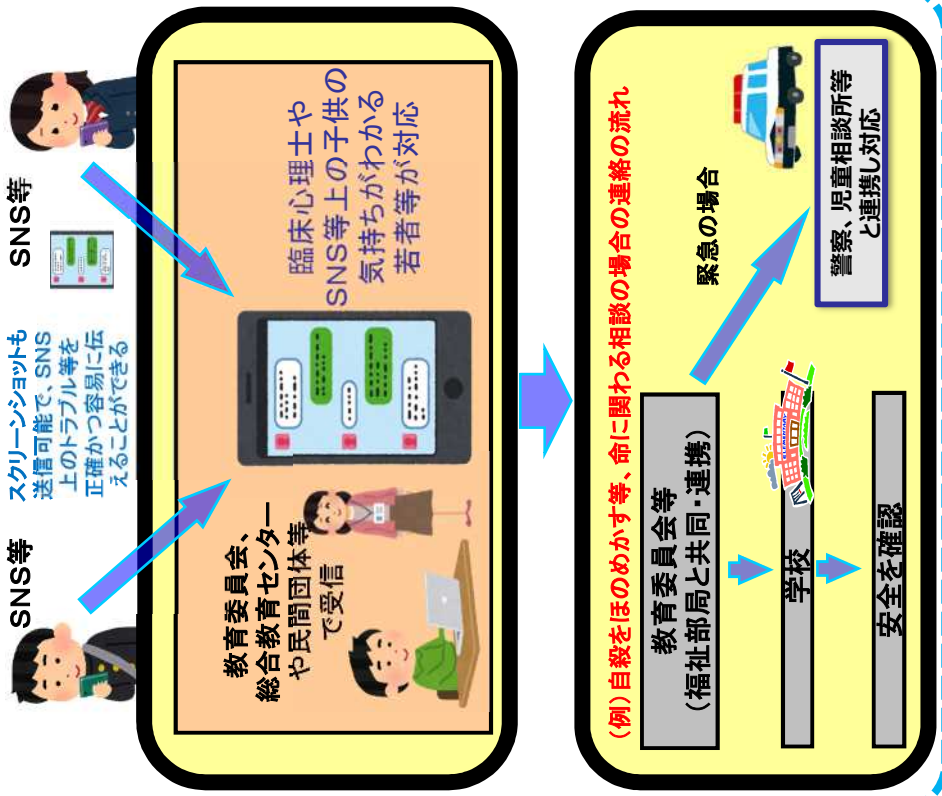 SNS等
スクリーンショットも
送信可能で、SNS
上のトラブル等を
正確かつ容易に伝
えることができる
SNS等
教育委員会、
総合教育センター
や民間団体等
で受信
臨床心理士や
SNS等上の子供の
気持ちがわかる
若者等が対応
(例)自殺をほのめかす等、命に関わる相談の場合の連絡の流れ
教育委員会等
(福祉部局と共同・連携)
緊急の場合
警察、児童相談所等
と連携し対応
学校
安全を確認